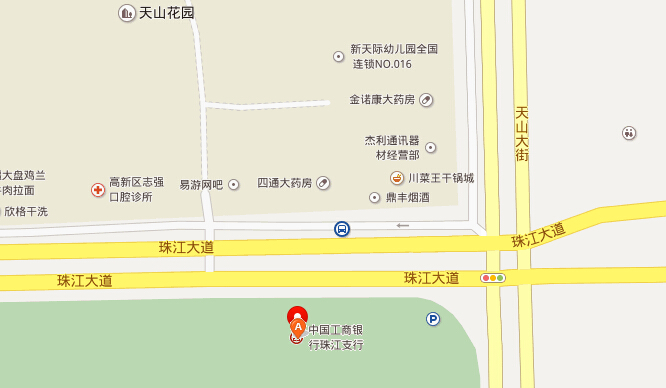 天山花园
新天际幼儿园全国
连锁NO.016
金诺康大药房
天山大街
杰利通讯器
材经营部
大盘鸡兰
肉拉面
高新区志强
口腔诊所
易游网吧
四通大药房
川菜王干锅城
鼎丰烟酒
欣格干洗
珠江大道
珠江大道
珠江大道
珠江大道
P
A
中国工商银
行珠江支行